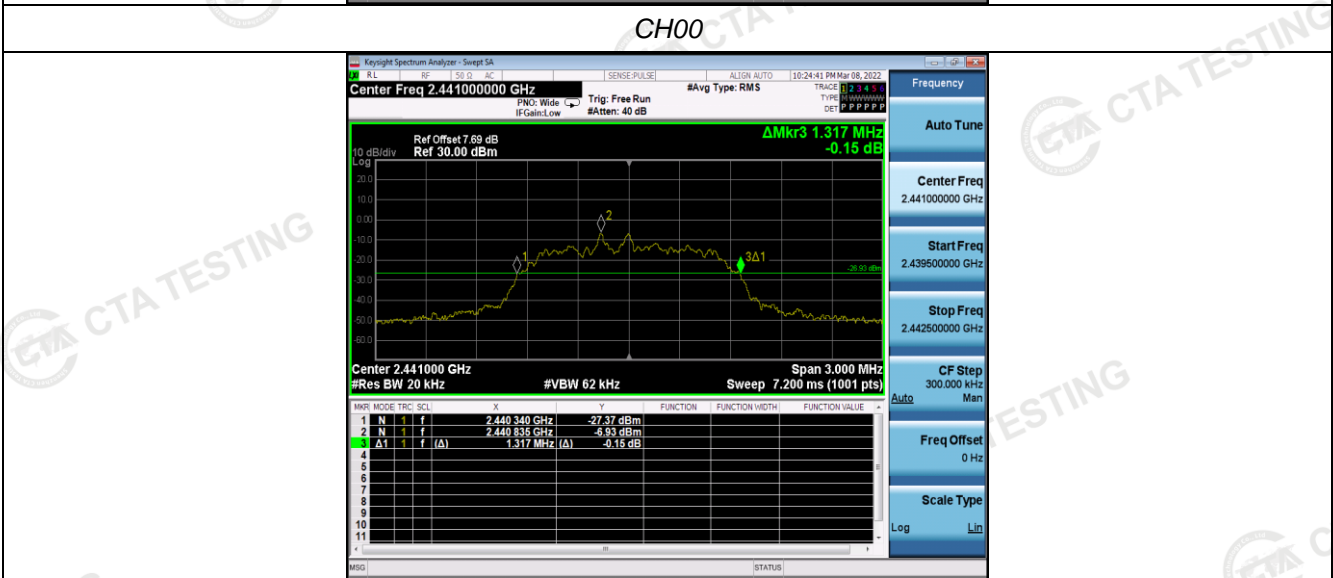 CH00
Keysight Spectrum Analyzer - Swept SA
RL RF 50 Ω AC SENSE:PULSE ALIGN AUTO 10:24:41 PM Mar 08, 2022
Center Freq 2.441000000 GHz
PNO: Wide
IFGain:Low
Trig: Free Run
#Atten: 40 dB
#Avg Type: RMS
TRACE 1 2 3 4 5 6
TYPE M WWWWW
DET P P P P P P
ΔMkr3 1.317 MHz
-0.15 dB
Ref Offset 7.69 dB
10 dB/div Ref 30.00 dBm
Log
20.0
10.0
0.00
-10.0
-20.0
-30.0
-40.0
-50.0
-60.0
1
2
3Δ1
-26.93 dBm
Center 2.441000 GHz Span 3.000 MHz
#Res BW 20 kHz #VBW 62 kHz Sweep 7.200 ms (1001 pts)
MKR MODE TRC SCL X Y FUNCTION FUNCTION WIDTH FUNCTION VALUE
1 N 1 f 2.440 340 GHz -27.37 dBm
2 N 1 f 2.440 835 GHz -6.93 dBm
3 Δ1 1 f (Δ) 1.317 MHz (Δ) -0.15 dB
4
5
6
7
8
9
10
11
MSG STATUS
Frequency
Auto Tune
Center Freq
2.441000000 GHz
Start Freq
2.439500000 GHz
Stop Freq
2.442500000 GHz
CF Step
300.000 kHz
Auto Man
Freq Offset
0 Hz
Scale Type
Log Lin
CTA TESTING
CTA TESTING
CTA TESTING